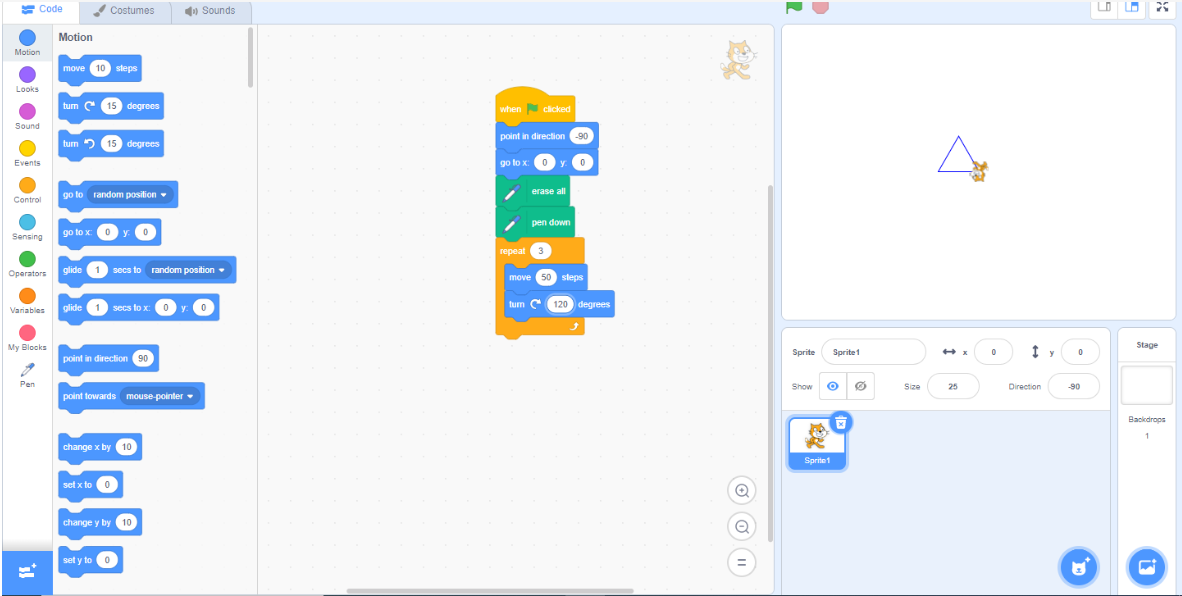 Code Costumes Sounds
Motion
Looks
Sound
Events
Control
Sensing
Operators
Variables
My Blocks
Pen
Motion
move 10 steps
turn 15 degrees
turn 15 degrees
go to random position
go to x: 0 y: 0
glide 1 secs to random position
glide 1 secs to x: 0 y: 0
point in direction 90
point towards mouse-pointer
change x by 10
set x to 0
change y by 10
set y to 0
when clicked
point in direction -90
go to x: 0 y: 0
erase all
pen down
repeat 3
move 50 steps
turn 120 degrees
Sprite Sprite1 x 0 y 0
Show Size 25 Direction -90
Sprite1
Stage
Backdrops
1